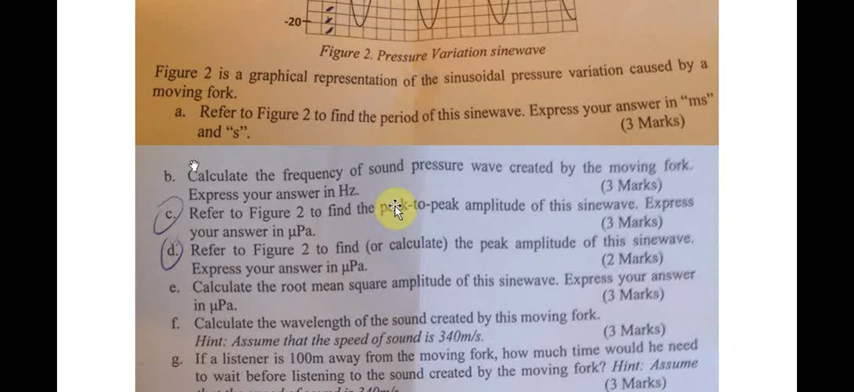 -20
Figure 2. Pressure Variation sinewave
Figure 2 is a graphical representation of the sinusoidal pressure variation caused by a
moving fork.
a. Refer to Figure 2 to find the period of this sinewave. Express your answer in "ms"
and "s". (3 Marks)
b. Calculate the frequency of sound pressure wave created by the moving fork.
Express your answer in Hz. (3 Marks)
c. Refer to Figure 2 to find the peak-to-peak amplitude of this sinewave. Express
your answer in μPa. (3 Marks)
d. Refer to Figure 2 to find (or calculate) the peak amplitude of this sinewave.
Express your answer in μPa. (2 Marks)
e. Calculate the root mean square amplitude of this sinewave. Express your answer
in μPa. (3 Marks)
f. Calculate the wavelength of the sound created by this moving fork.
Hint: Assume that the speed of sound is 340m/s. (3 Marks)
g. If a listener is 100m away from the moving fork, how much time would he need
to wait before listening to the sound created by the moving fork? Hint: Assume
(3 Marks)